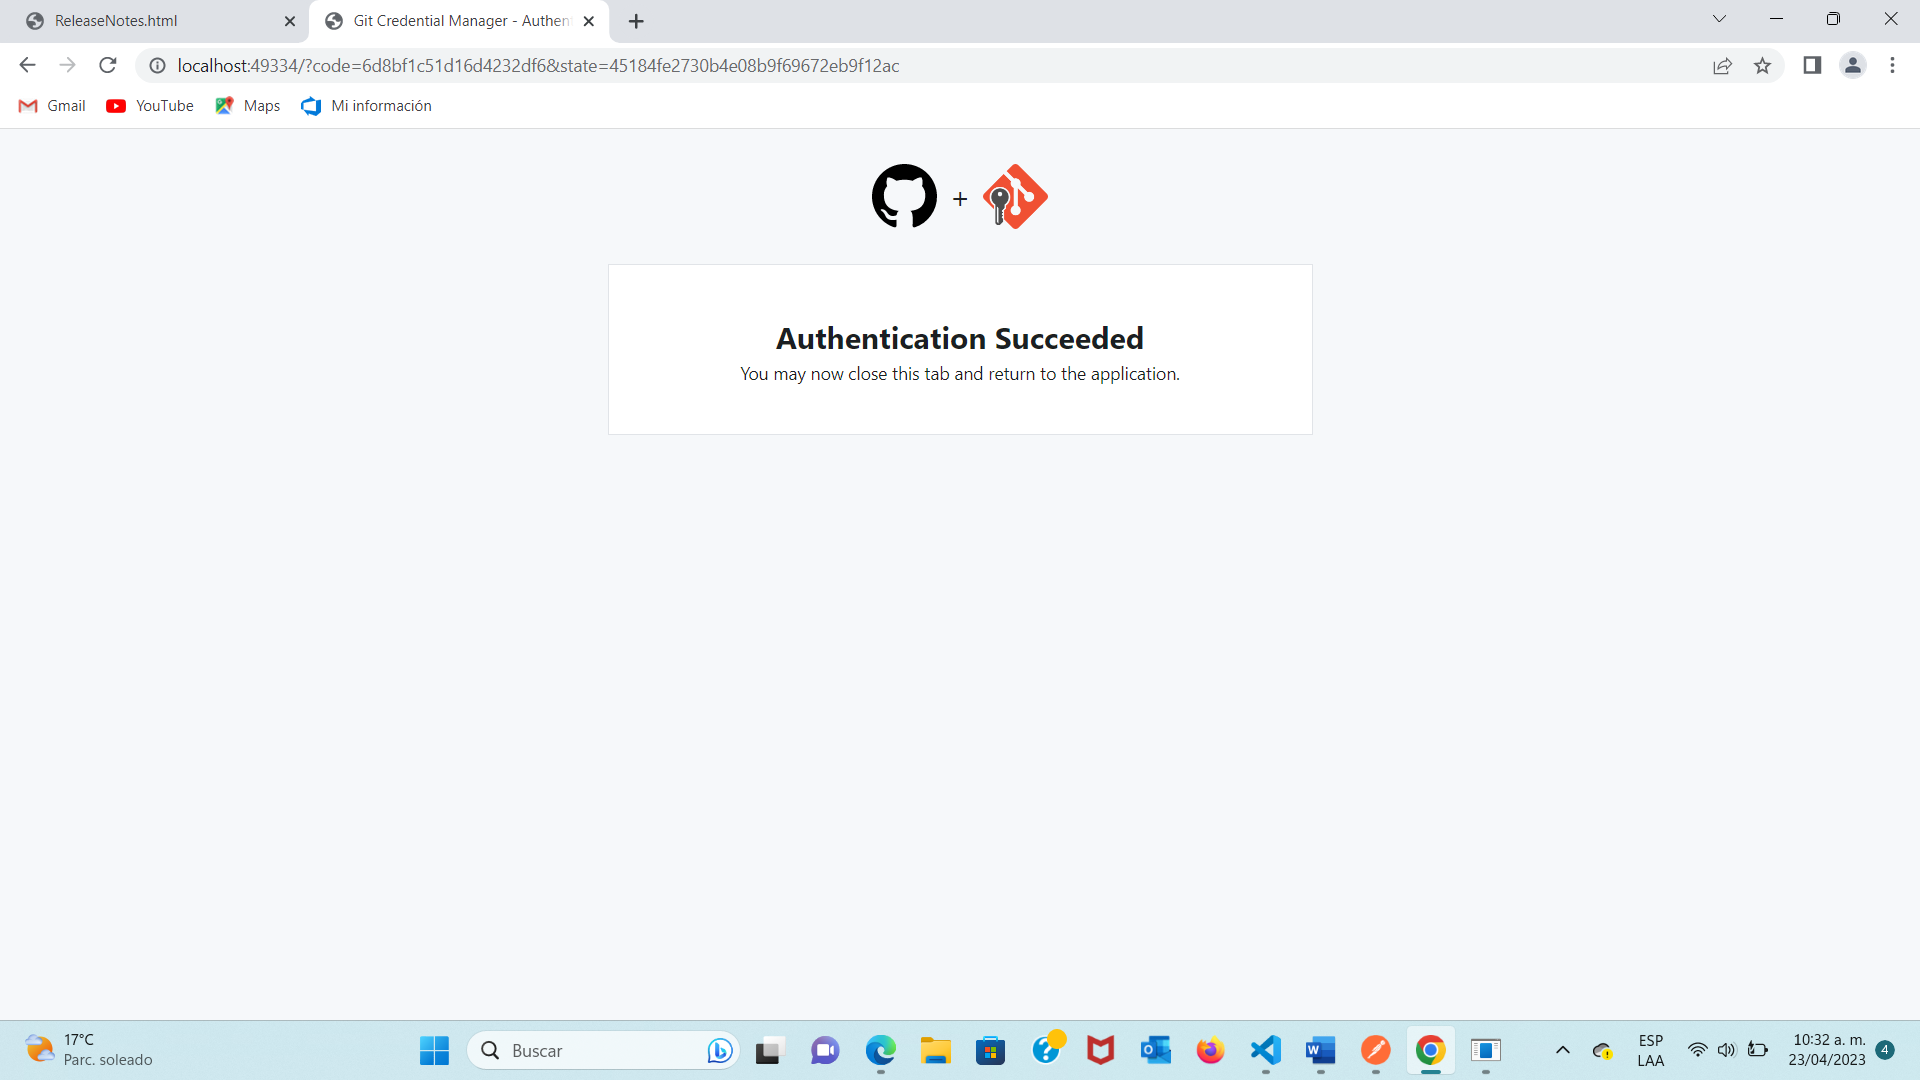 ReleaseNotes.html
Git Credential Manager - Authen
localhost:49334/?code=6d8bf1c51d16d4232df6&state=45184fe2730b4e08b9f69672eb9f12ac
Gmail
YouTube
Maps
Mi información
+
Authentication Succeeded
You may now close this tab and return to the application.
17°C
Parc. soleado
Buscar
ESP
LAA
10:32 a. m.
23/04/2023
4